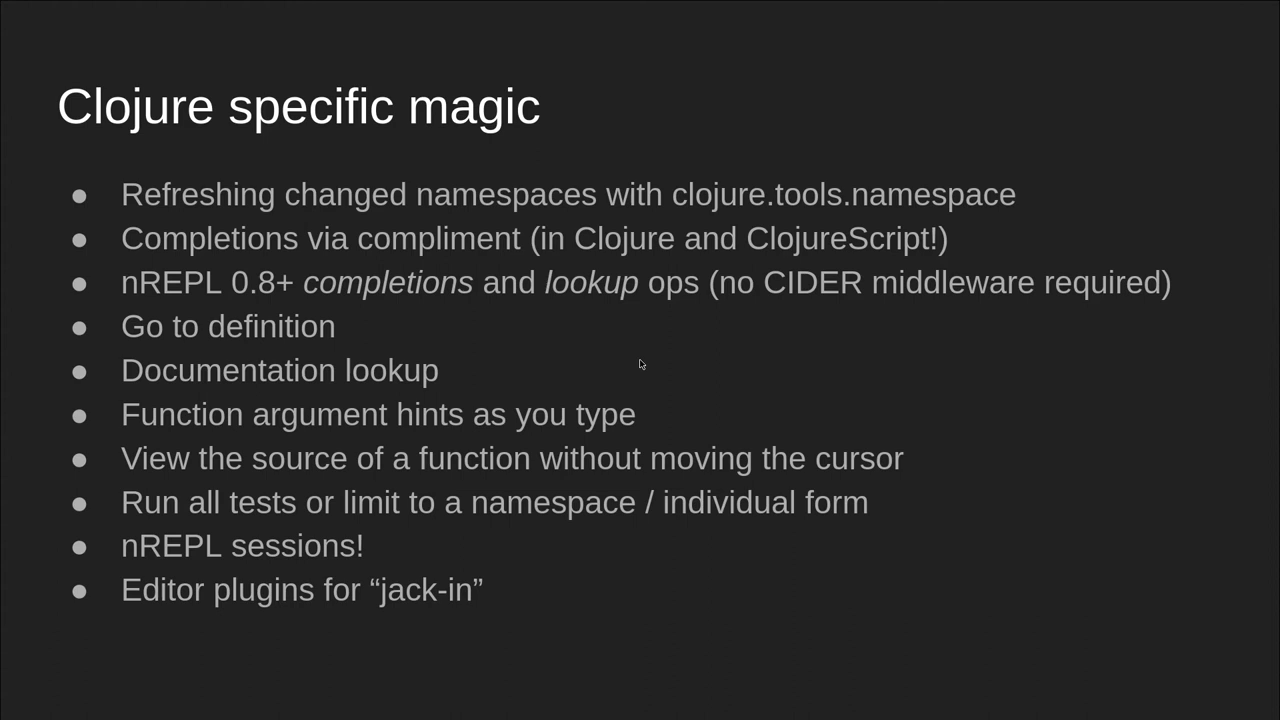 Clojure specific magic
● Refreshing changed namespaces with clojure.tools.namespace
● Completions via compliment (in Clojure and ClojureScript!)
● nREPL 0.8+ completions and lookup ops (no CIDER middleware required)
● Go to definition
● Documentation lookup
● Function argument hints as you type
● View the source of a function without moving the cursor
● Run all tests or limit to a namespace / individual form
● nREPL sessions!
● Editor plugins for “jack-in”